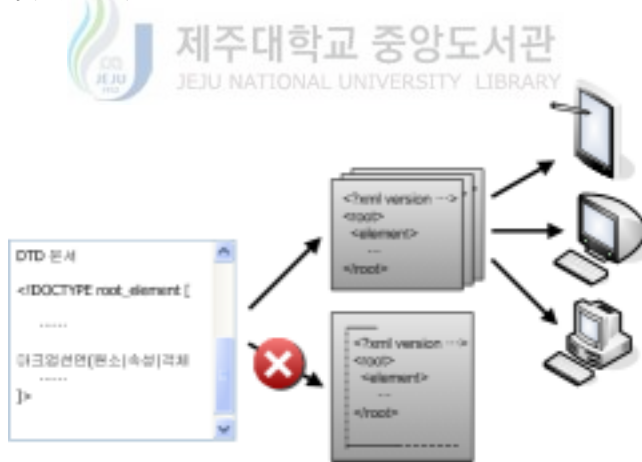 제주대학교 중앙도서관
JEJU NATIONAL UNIVERSITY LIBRARY
JEJU
1952
DTD 문서
<!DOCTYPE root_element [
.....
마크업선언(원소|속성|객체
.....
]>
<?xml version ...>
<root>
<element>
...
</root>
<?xml version ...>
<root>
<element>
...
</root>